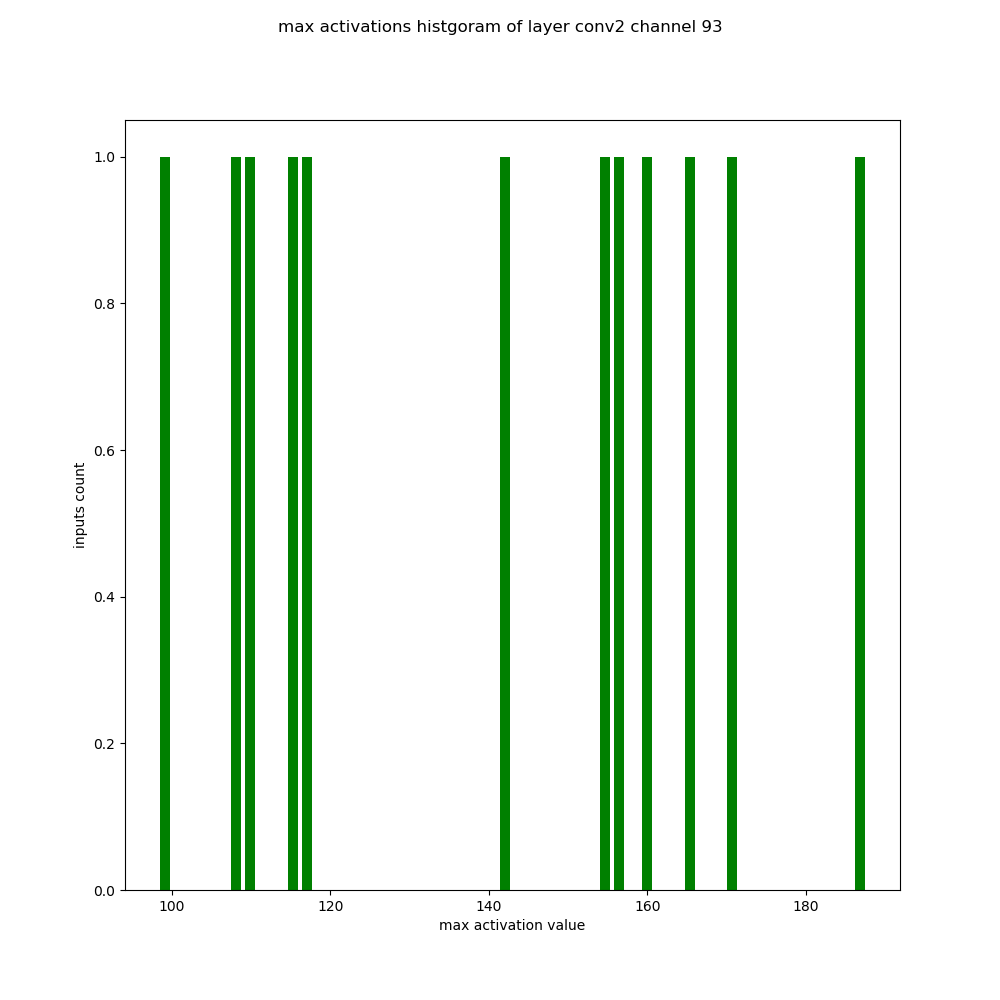 max activations histgoram of layer conv2 channel 93
1.0
0.8
0.6
0.4
0.2
0.0
inputs count
100 120 140 160 180
max activation value